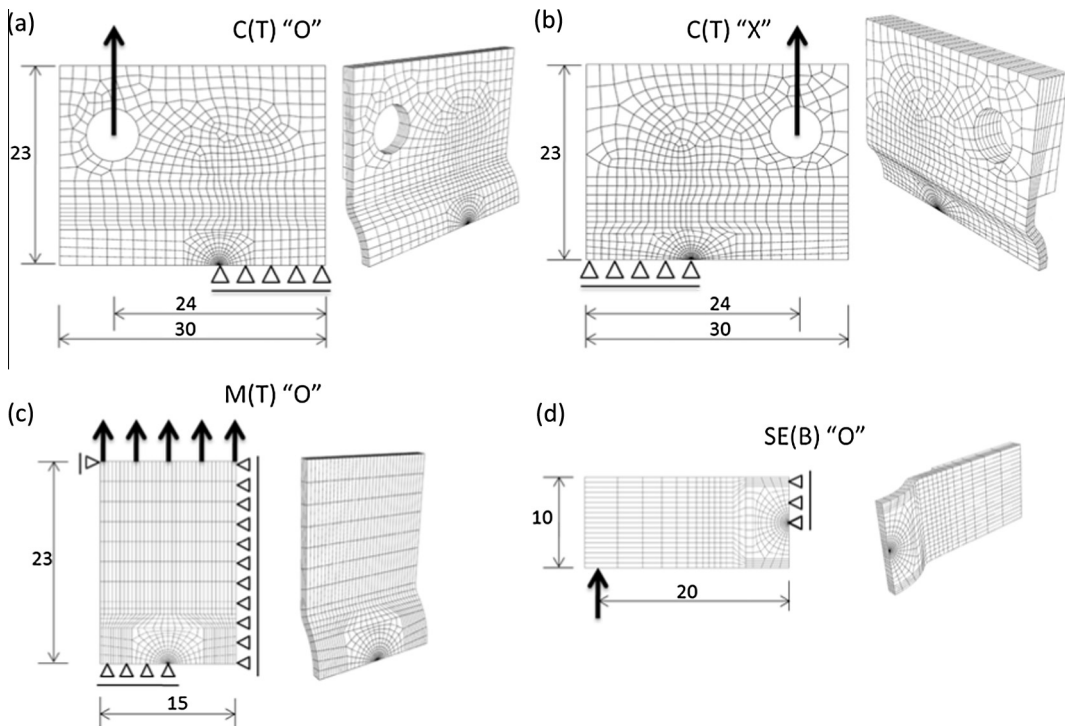 (a)
C(T) “O”
23
24
30
(b)
C(T) “X”
23
24
30
(c)
M(T) “O”
23
15
(d)
SE(B) “O”
10
20